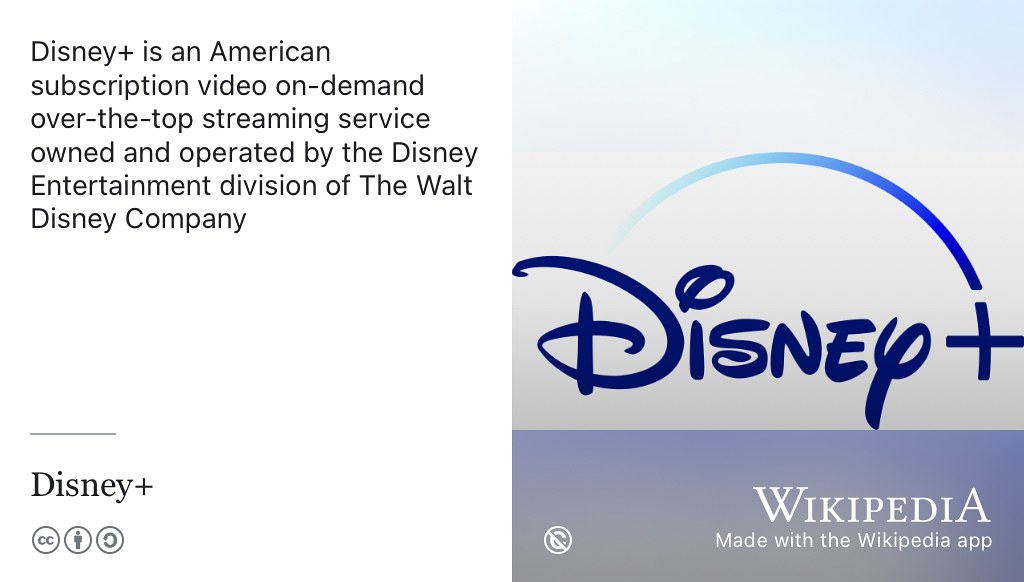 Disney+ is an American
subscription video on-demand
over-the-top streaming service
owned and operated by the Disney
Entertainment division of The Walt
Disney Company
Disney+
cc
Disney+
WIKIPEDIA
Made with the Wikipedia app